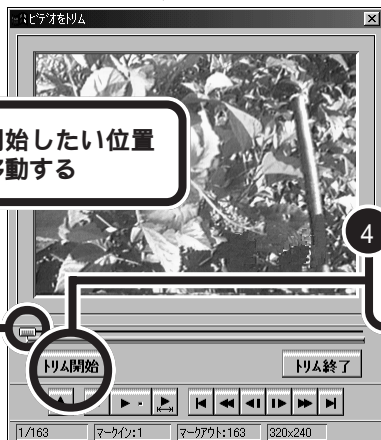 ビデオをトリム
開始したい位置
移動する
4
トリム開始
トリム終了
1/163
マークイン:1
マークアウト:163
320×240